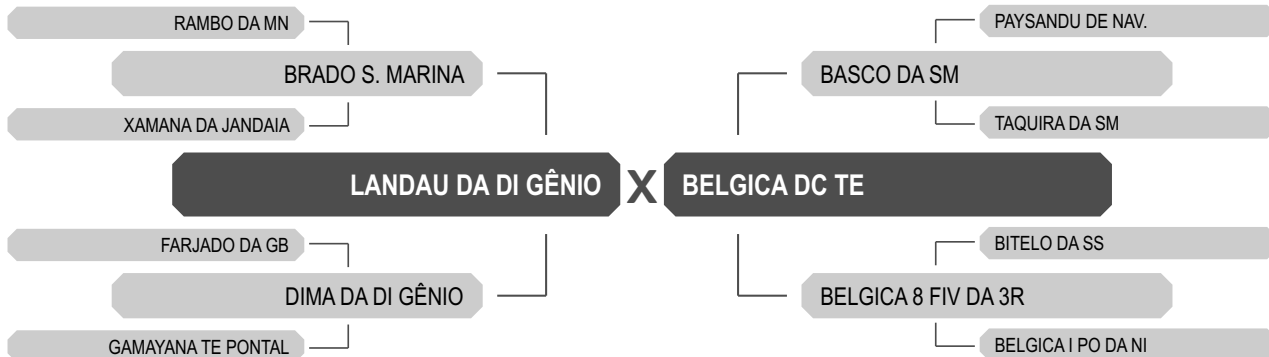 RAMBO DA MN
PAYSANDU DE NAV.
BRADO S. MARINA
BASCO DA SM
XAMANA DA JANDAIA
TAQUIRA DA SM
LANDAU DA DI GÊNIO X BELGICA DC TE
FARJADO DA GB
BITELO DA SS
DIMA DA DI GÊNIO
BELGICA 8 FIV DA 3R
GAMAYANA TE PONTAL
BELGICA I PO DA NI